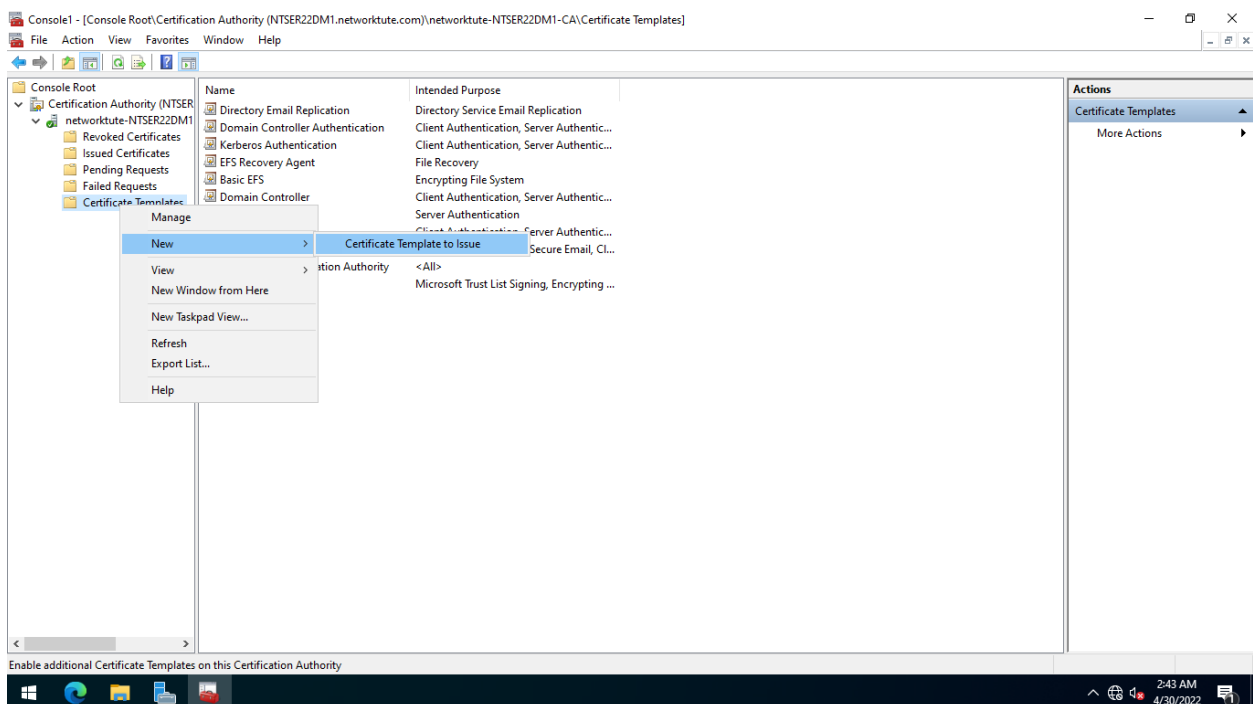 Console1 - [Console Root\Certification Authority (NTSER22DM1.networktute.com)\networktute-NTSER22DM1-CA\Certificate Templates]
File Action View Favorites Window Help
Console Root
Certification Authority (NTSER
networktute-NTSER22DM1
Revoked Certificates
Issued Certificates
Pending Requests
Failed Requests
Certificate Templates
Name Intended Purpose
Directory Email Replication Directory Service Email Replication
Domain Controller Authentication Client Authentication, Server Authentic...
Kerberos Authentication Client Authentication, Server Authentic...
EFS Recovery Agent File Recovery
Basic EFS Encrypting File System
Domain Controller Client Authentication, Server Authentic...
Server Authentication
Client Authentication, Server Authentic...
Secure Email, Cl...
ation Authority <All>
Microsoft Trust List Signing, Encrypting ...
Manage
New
Certificate Template to Issue
View
New Window from Here
New Taskpad View...
Refresh
Export List...
Help
Actions
Certificate Templates
More Actions
Enable additional Certificate Templates on this Certification Authority
2:43 AM
4/30/2022
1